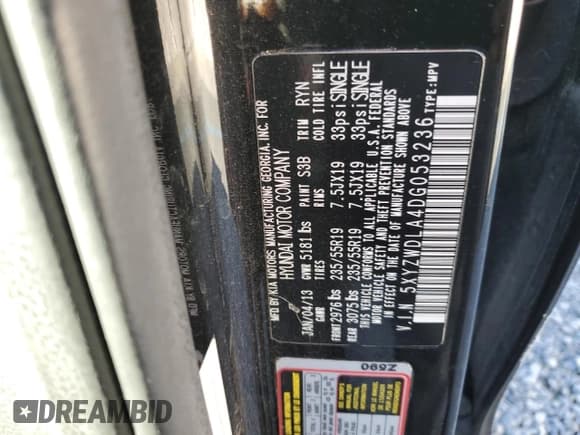 MFD BY:KIA MOTORS MANUFACTURING GEORGIA, INC. FOR
HYUNDAI MOTOR COMPANY
JAN/04/13 GVWR 5181 lbs PAINT S3B TRIM RYN
TIRES RIMS COLD TIRE INFL
FRONT 2976 lbs 235/55R19 7.5JX19 33psi SINGLE
REAR 3075 lbs 235/55R19 7.5JX19 33psi SINGLE
THIS VEHICLE CONFORMS TO ALL APPLICABLE U.S.A. FEDERAL
MOTOR VEHICLE SAFETY AND THEFT PREVENTION STANDARDS
IN EFFECT ON THE DATE OF MANUFACTURE SHOWN ABOVE
V.I.N 5XYZWDLA4DG053236 TYPE: MPV
Z590
DREAMBID